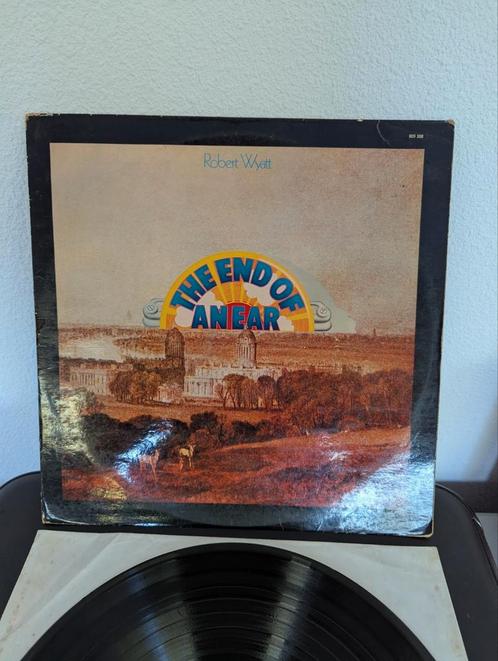 Robert Wyatt
THE END OF
AN EAR